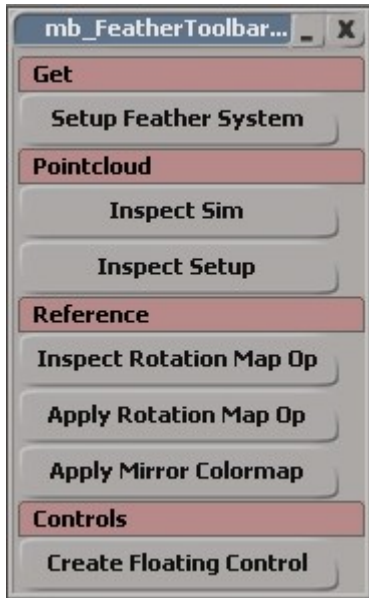 mb_FeatherToolbar... _ X
Get
Setup Feather System
Pointcloud
Inspect Sim
Inspect Setup
Reference
Inspect Rotation Map Op
Apply Rotation Map Op
Apply Mirror Colormap
Controls
Create Floating Control